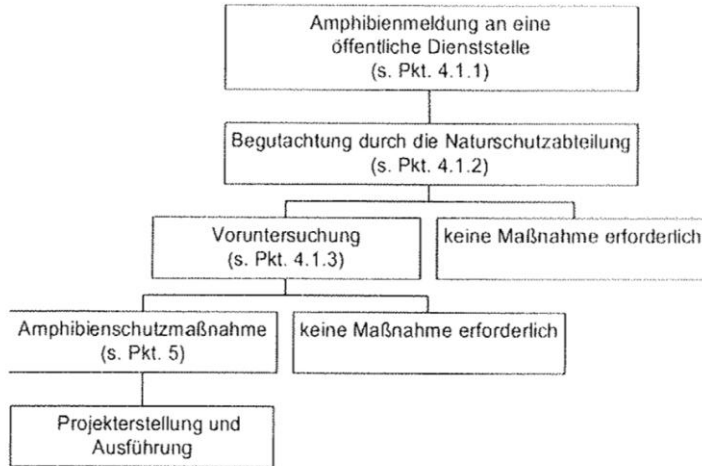 Amphibienmeldung an eine
öffentliche Dienststelle
(s. Pkt. 4.1.1)
Begutachtung durch die Naturschutzabteilung
(s. Pkt. 4.1.2)
Voruntersuchung
(s. Pkt. 4.1.3)
keine Maßnahme erforderlich
Amphibienschutzmaßnahme
(s. Pkt. 5)
keine Maßnahme erforderlich
Projekterstellung und
Ausführung